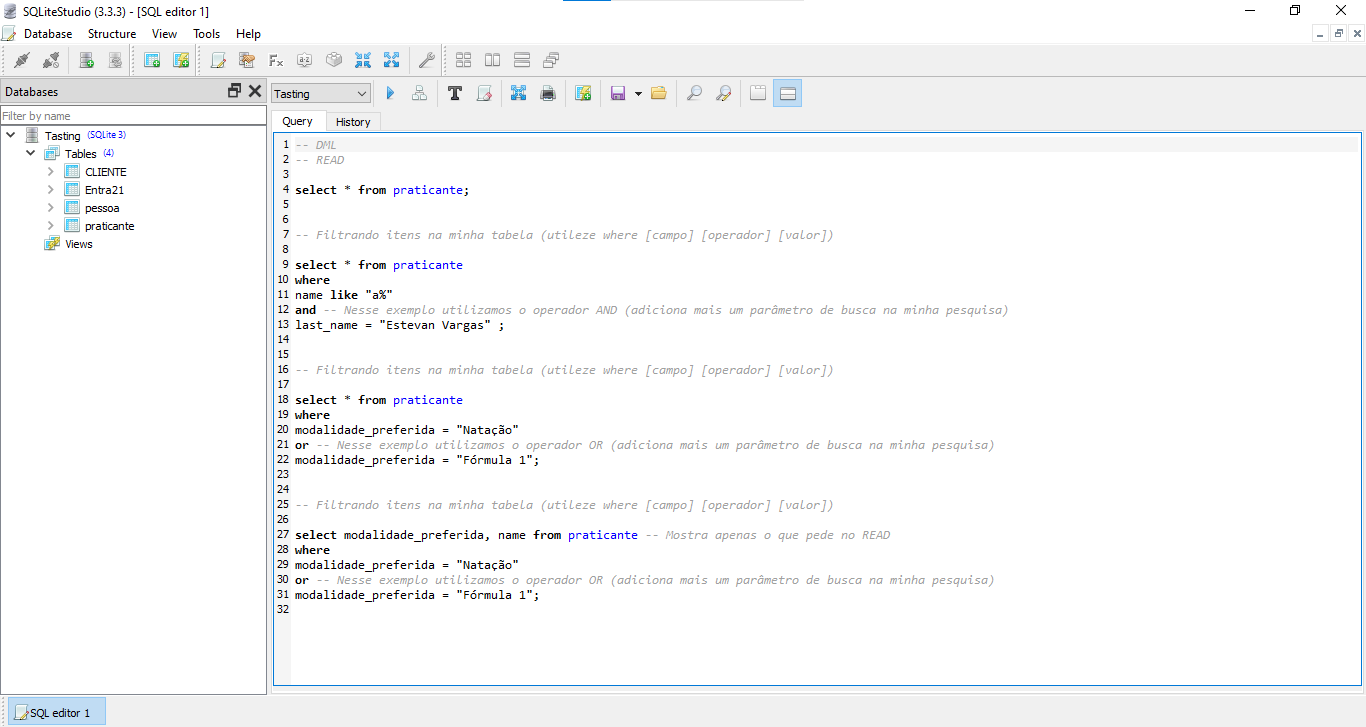 SQLiteStudio (3.3.3) - [SQL editor 1]
Database Structure View Tools Help
Databases
Tasting
Filter by name
Query History
Tasting (SQLite 3)
Tables (4)
CLIENTE
Entra21
pessoa
praticante
Views
1 -- DML
2 -- READ
3
4 select * from praticante;
5
6
7 -- Filtrando itens na minha tabela (utileze where [campo] [operador] [valor])
8
9 select * from praticante
10 where
11 name like "a%"
12 and -- Nesse exemplo utilizamos o operador AND (adiciona mais um parâmetro de busca na minha pesquisa)
13 last_name = "Estevan Vargas" ;
14
15
16 -- Filtrando itens na minha tabela (utileze where [campo] [operador] [valor])
17
18 select * from praticante
19 where
20 modalidade_preferida = "Natação"
21 or -- Nesse exemplo utilizamos o operador OR (adiciona mais um parâmetro de busca na minha pesquisa)
22 modalidade_preferida = "Fórmula 1";
23
24
25 -- Filtrando itens na minha tabela (utileze where [campo] [operador] [valor])
26
27 select modalidade_preferida, name from praticante -- Mostra apenas o que pede no READ
28 where
29 modalidade_preferida = "Natação"
30 or -- Nesse exemplo utilizamos o operador OR (adiciona mais um parâmetro de busca na minha pesquisa)
31 modalidade_preferida = "Fórmula 1";
32
SQL editor 1